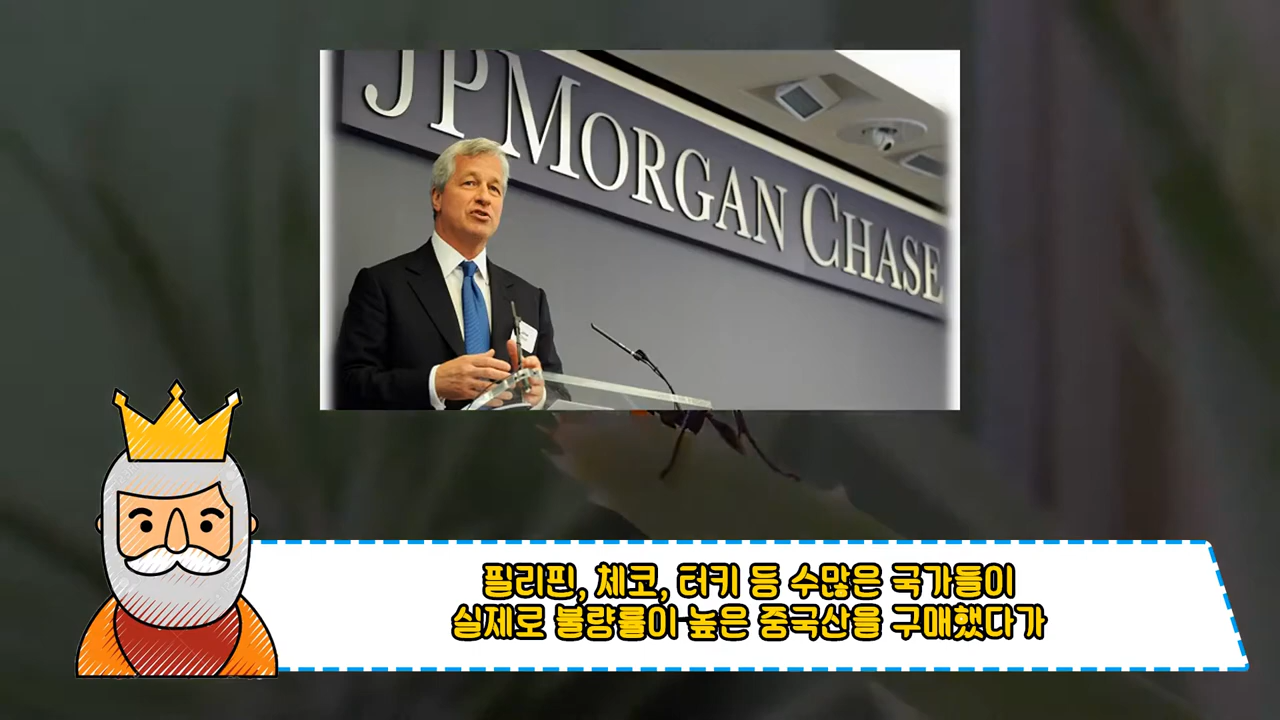 JPMORGAN CHASE
필리핀, 체코, 터키 등 수많은 국가들이
실제로 불량률이 높은 중국산을 구매했다가